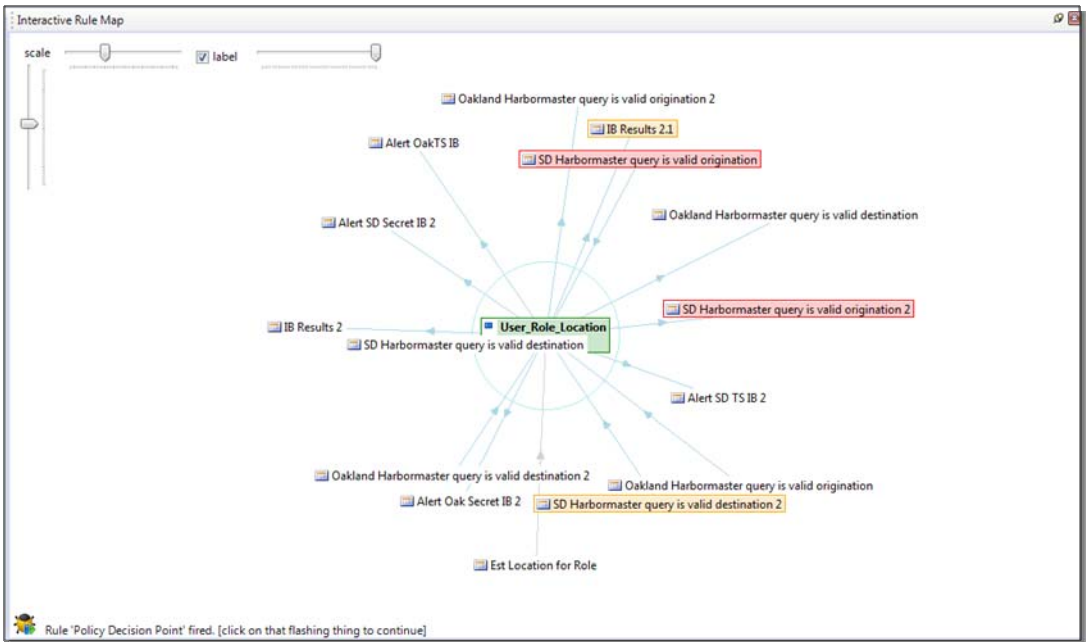 Interactive Rule Map
scale
label
Oakland Harbormaster query is valid origination 2
IB Results 2.1
Alert OakTS IB
SD Harbormaster query is valid origination
Oakland Harbormaster query is valid destination
Alert SD Secret IB 2
SD Harbormaster query is valid origination 2
IB Results 2
User_Role_Location
SD Harbormaster query is valid destination
Alert SD TS IB 2
Oakland Harbormaster query is valid destination 2
Oakland Harbormaster query is valid origination
Alert Oak Secret IB 2
SD Harbormaster query is valid destination 2
Est Location for Role
Rule 'Policy Decision Point' fired. [click on that flashing thing to continue]